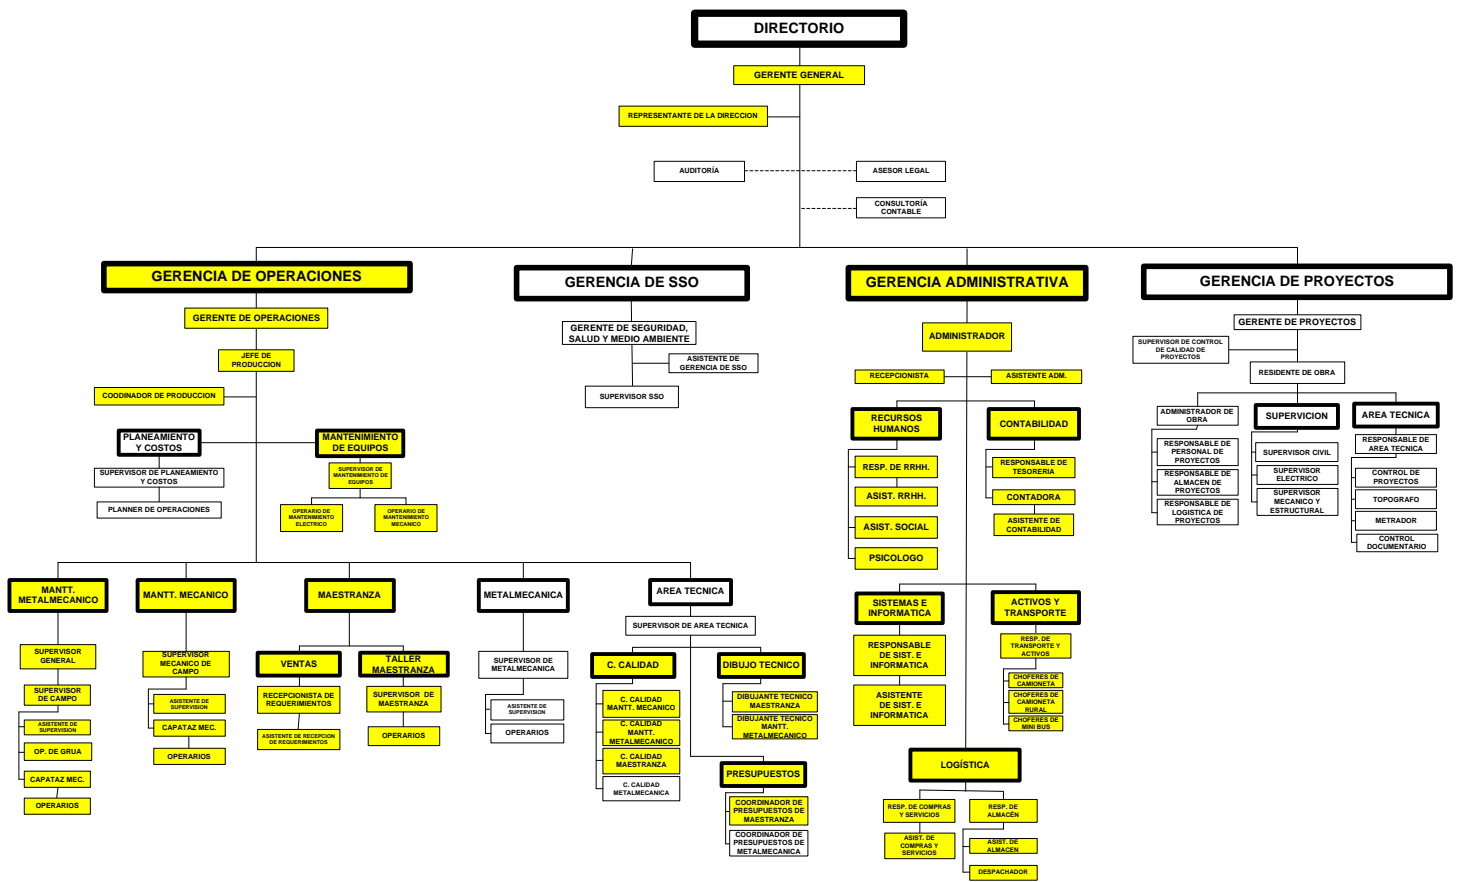 DIRECTORIO
GERENTE GENERAL
REPRESENTANTE DE LA DIRECCION
AUDITORÍA
ASESOR LEGAL
CONSULTORÍA
CONTABLE
GERENCIA DE OPERACIONES
GERENTE DE OPERACIONES
JEFE DE
PRODUCCION
COODINADOR DE PRODUCCION
PLANEAMIENTO
Y COSTOS
SUPERVISOR DE PLANEAMIENTO
Y COSTOS
PLANNER DE OPERACIONES
MANTENIMIENTO
DE EQUIPOS
SUPERVISOR DE
MANTENIMIENTO DE
EQUIPOS
OPERARIO DE
MANTENIMIENTO
ELECTRICO
OPERARIO DE
MANTENIMIENTO
MECANICO
MANTT.
METALMECANICO
SUPERVISOR
GENERAL
SUPERVISOR
DE CAMPO
ASISTENTE DE
SUPERVISION
OP. DE GRUA
CAPATAZ MEC.
OPERARIOS
MANTT. MECANICO
SUPERVISOR
MECANICO DE
CAMPO
ASISTENTE DE
SUPERVISION
CAPATAZ MEC.
OPERARIOS
MAESTRANZA
VENTAS
RECEPCIONISTA DE
REQUERIMIENTOS
ASISTENTE DE RECEPCION
DE REQUERIMIENTOS
TALLER
MAESTRANZA
SUPERVISOR DE
MAESTRANZA
OPERARIOS
METALMECANICA
SUPERVISOR DE
METALMECANICA
ASISTENTE DE
SUPERVISION
OPERARIOS
AREA TECNICA
SUPERVISOR DE AREA TECNICA
C. CALIDAD
C. CALIDAD
MANTT. MECANICO
C. CALIDAD
MANTT.
METALMECANICO
C. CALIDAD
MAESTRANZA
C. CALIDAD
METALMECANICA
DIBUJO TECNICO
DIBUJANTE TECNICO
MAESTRANZA
DIBUJANTE TECNICO
MANTT.
METALMECANICO
PRESUPUESTOS
COORDINADOR DE
PRESUPUESTOS DE
MAESTRANZA
COORDINADOR DE
PRESUPUESTOS DE
METALMECANICA
GERENCIA DE SSO
GERENTE DE SEGURIDAD,
SALUD Y MEDIO AMBIENTE
ASISTENTE DE
GERENCIA DE SSO
SUPERVISOR SSO
GERENCIA ADMINISTRATIVA
ADMINISTRADOR
RECEPCIONISTA
ASISTENTE ADM.
RECURSOS
HUMANOS
RESP. DE RRHH.
ASIST. RRHH.
ASIST. SOCIAL
PSICOLOGO
CONTABILIDAD
RESPONSABLE DE
TESORERIA
CONTADORA
ASISTENTE DE
CONTABILIDAD
SISTEMAS E
INFORMATICA
RESPONSABLE
DE SIST. E
INFORMATICA
ASISTENTE
DE SIST. E
INFORMATICA
ACTIVOS Y
TRANSPORTE
RESP. DE
TRANSPORTE Y
ACTIVOS
CHOFERES DE
CAMIONETA
CHOFERES DE
CAMIONETA
RURAL
CHOFERES DE
MINI BUS
LOGÍSTICA
RESP. DE COMPRAS
Y SERVICIOS
ASIST. DE
COMPRAS Y
SERVICIOS
RESP. DE
ALMACÉN
ASIST. DE
ALMACEN
DESPACHADOR
GERENCIA DE PROYECTOS
GERENTE DE PROYECTOS
SUPERVISOR DE CONTROL
DE CALIDAD DE
PROYECTOS
RESIDENTE DE OBRA
ADMINISTRADOR DE
OBRA
RESPONSABLE DE
PERSONAL DE
PROYECTOS
RESPONSABLE DE
ALMACEN DE
PROYECTOS
RESPONSABLE DE
LOGISTICA DE
PROYECTOS
SUPERVICION
SUPERVISOR CIVIL
SUPERVISOR
ELECTRICO
SUPERVISOR
MECANICO Y
ESTRUCTURAL
AREA TECNICA
RESPONSABLE DE
AREA TECNICA
CONTROL DE
PROYECTOS
TOPOGRAFO
METRADOR
CONTROL
DOCUMENTARIO